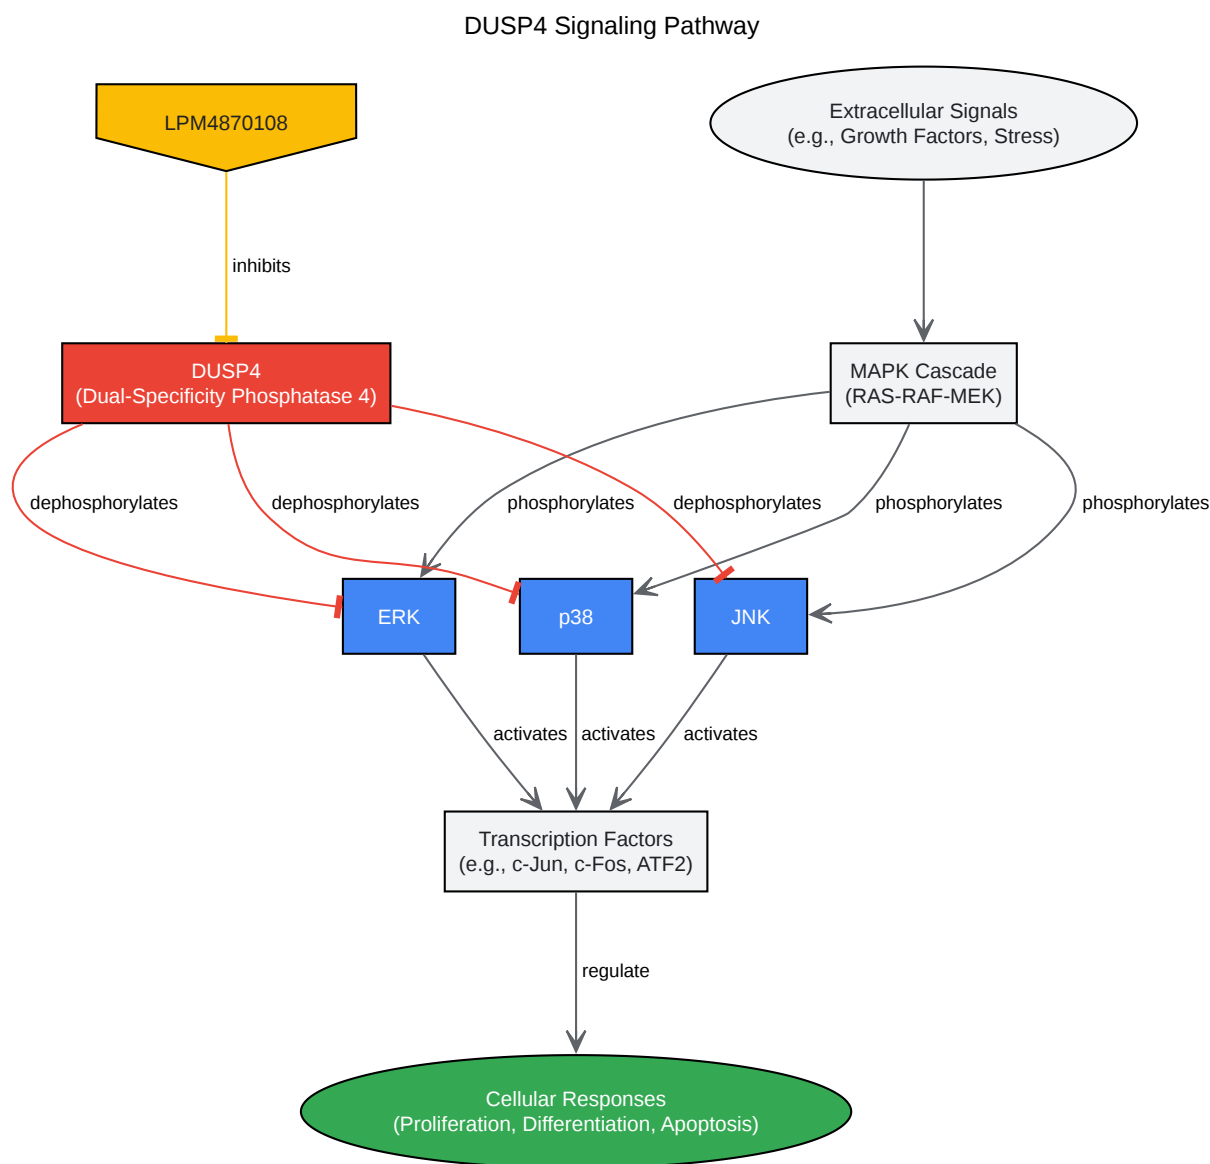 DUSP4 Signaling Pathway
LPM4870108
Extracellular Signals
(e.g., Growth Factors, Stress)
inhibits
DUSP4
(Dual-Specificity Phosphatase 4)
MAPK Cascade
(RAS-RAF-MEK)
dephosphorylates
dephosphorylates
phosphorylates
dephosphorylates
phosphorylates
phosphorylates
ERK
p38
JNK
activates
activates
activates
Transcription Factors
(e.g., c-Jun, c-Fos, ATF2)
regulate
Cellular Responses
(Proliferation, Differentiation, Apoptosis)